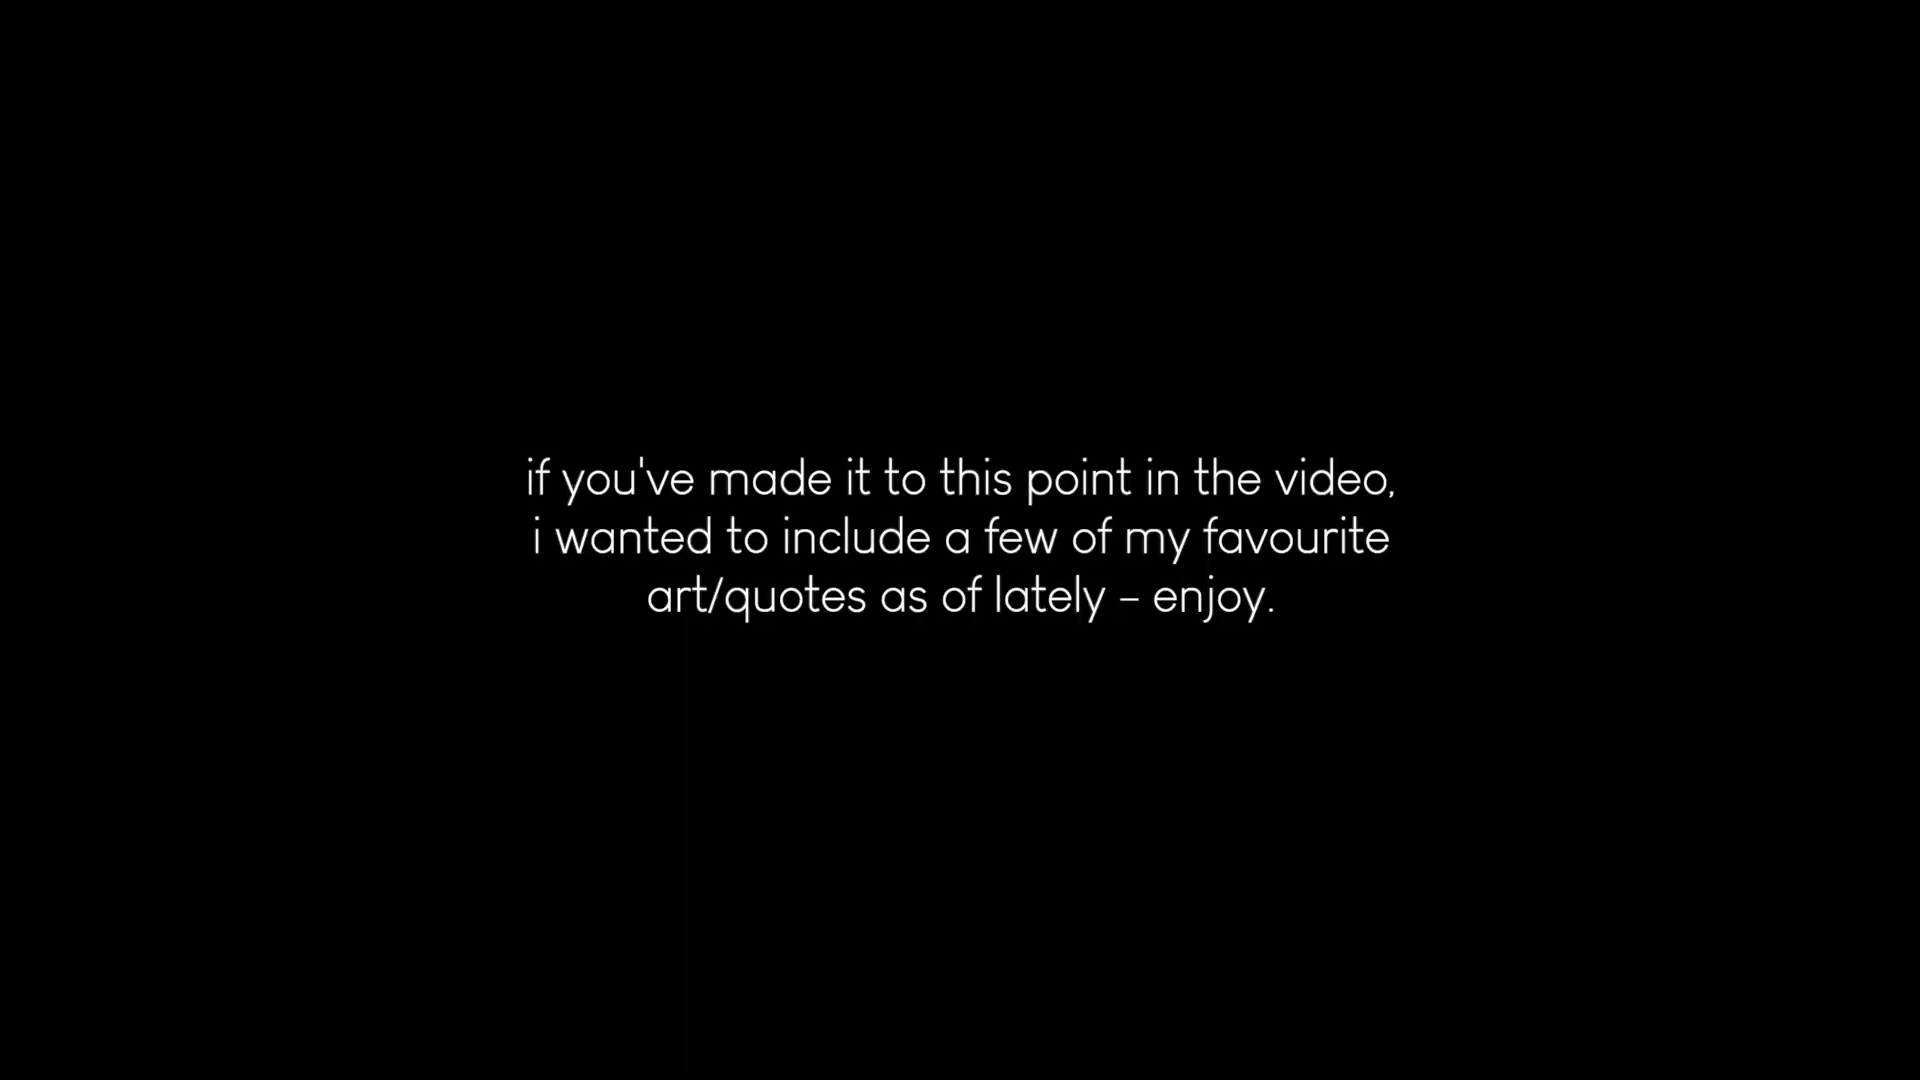 if you've made it to this point in the video,
i wanted to include a few of my favourite
art/quotes as of lately – enjoy.